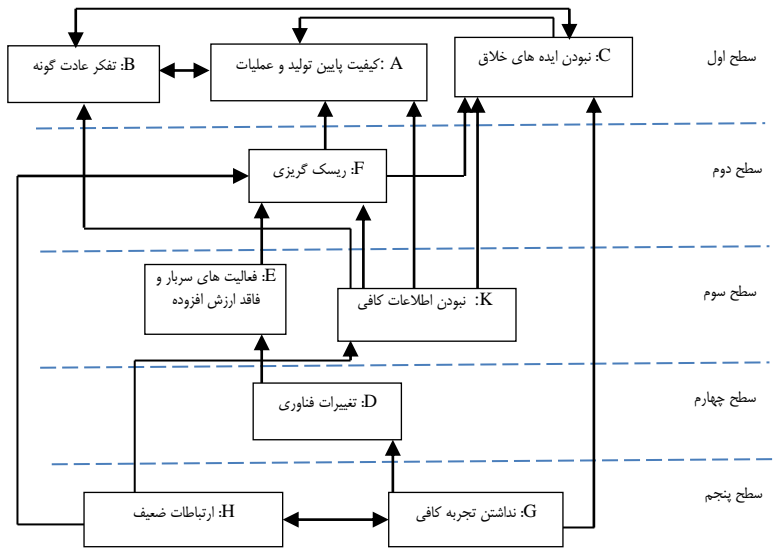 سطح اول
C: نبودن ایده های خلاق
A: کیفیت پایین تولید و عملیات
B: تفکر عادت گونه
سطح دوم
F: ریسک گریزی
سطح سوم
E: فعالیت های سربار و
فاقد ارزش افزوده
K: نبودن اطلاعات کافی
سطح چهارم
D: تغییرات فناوری
سطح پنجم
G: نداشتن تجربه کافی
H: ارتباطات ضعیف